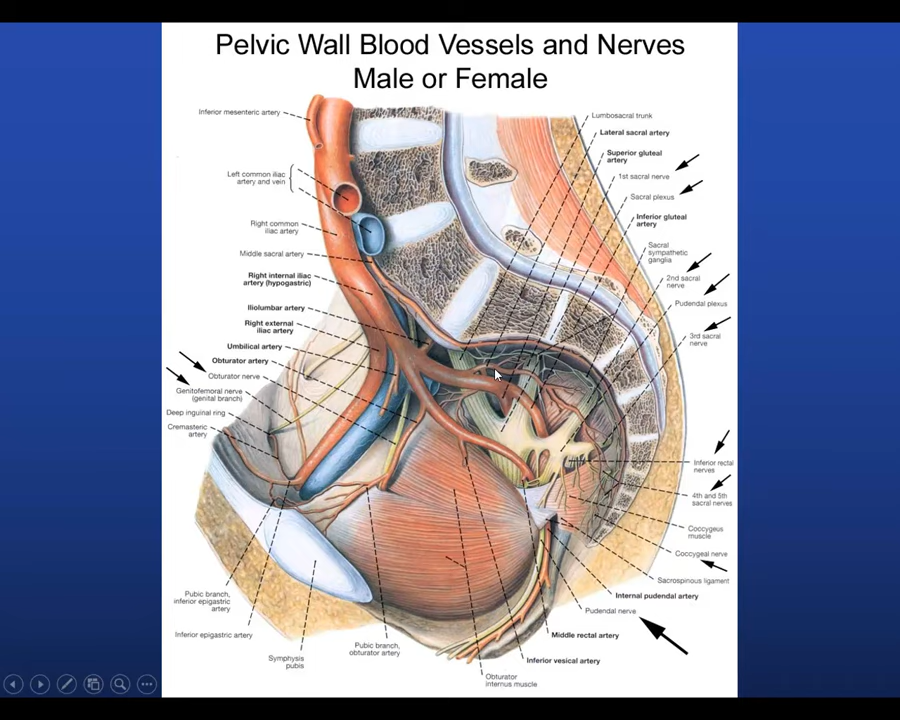 Pelvic Wall Blood Vessels and Nerves
Male or Female
Inferior mesenteric artery
Left common iliac
artery and vein
Right common
iliac artery
Middle sacral artery
Right internal iliac
artery (hypogastric)
Iliolumbar artery
Right external
iliac artery
Umbilical artery
Obturator artery
Obturator nerve
Genitofemoral nerve
(genital branch)
Deep inguinal ring
Cremasteric
artery
Pubic branch,
inferior epigastric
artery
Inferior epigastric artery
Symphysis
pubis
Pubic branch,
obturator artery
Lumbosacral trunk
Lateral sacral artery
Superior gluteal
artery
1st sacral nerve
Sacral plexus
Inferior gluteal
artery
Sacral
sympathetic
ganglia
2nd sacral
nerve
Pudendal plexus
3rd sacral
nerve
Inferior rectal
nerves
4th and 5th
sacral nerves
Coccygeus
muscle
Coccygeal nerve
Sacrospinous ligament
Internal pudendal artery
Pudendal nerve
Middle rectal artery
Inferior vesical artery
Obturator
internus muscle